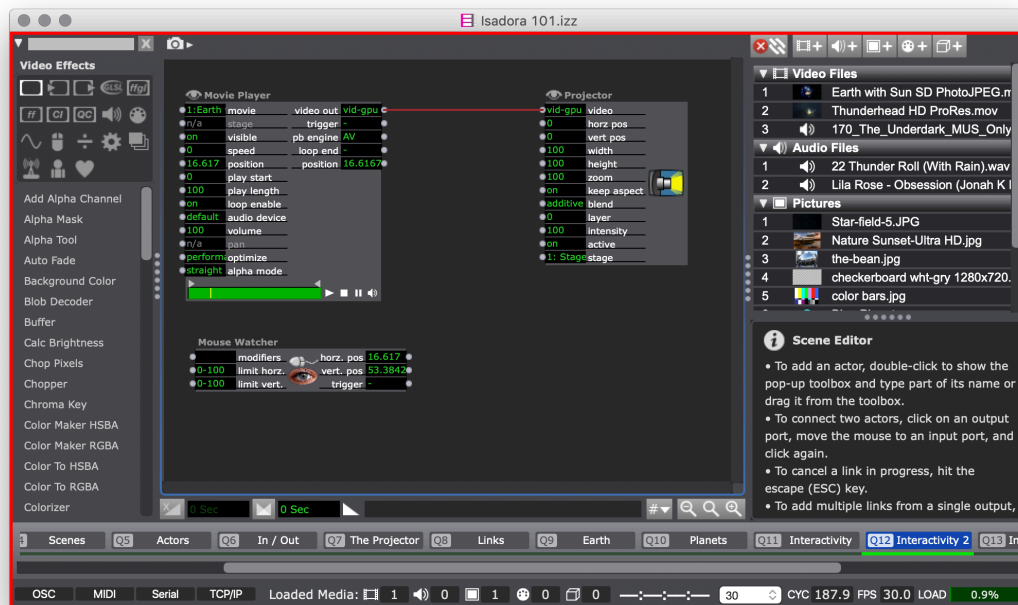 Isadora 101.izz
X
Video Effects
GLSL ffgl
ff CI QC
Add Alpha Channel
Alpha Mask
Alpha Tool
Auto Fade
Background Color
Blob Decoder
Buffer
Calc Brightness
Chop Pixels
Chopper
Chroma Key
Color Maker HSBA
Color Maker RGBA
Color To HSBA
Color To RGBA
Colorizer
Movie Player
1:Earth movie video out vid-gpu
n/a stage trigger -
on visible pb engine AV
0 speed loop end -
16.617 position position 16.6167
0 play start
100 play length
on loop enable
default audio device
100 volume
n/a pan
performa optimize
straight alpha mode
Mouse Watcher
modifiers horz. pos 16.617
0-100 limit horz. vert. pos 53.3842
0-100 limit vert. trigger -
Projector
vid-gpu video
0 horz pos
0 vert pos
100 width
100 height
100 zoom
on keep aspect
additive blend
0 layer
100 intensity
on active
1: Stage stage
0 Sec 0 Sec #
Video Files
1 Earth with Sun SD PhotoJPEG.m
2 Thunderhead HD ProRes.mov
3 170_The_Underdark_MUS_Only
Audio Files
1 22 Thunder Roll (With Rain).wav
2 Lila Rose - Obsession (Jonah K
Pictures
1 Star-field-5.JPG
2 Nature Sunset-Ultra HD.jpg
3 the-bean.jpg
4 checkerboard wht-gry 1280x720.
5 color bars.jpg
i Scene Editor
• To add an actor, double-click to show the
pop-up toolbox and type part of its name or
drag it from the toolbox.
• To connect two actors, click on an output
port, move the mouse to an input port, and
click again.
• To cancel a link in progress, hit the
escape (ESC) key.
• To add multiple links from a single output,
4 Scenes Q5 Actors Q6 In / Out Q7 The Projector Q8 Links Q9 Earth Q10 Planets Q11 Interactivity Q12 Interactivity 2 Q13 In
OSC MIDI Serial TCP/IP Loaded Media: 1 0 1 0 0 —:—:—:— 30 CYC 187.9 FPS 30.0 LOAD 0.9%